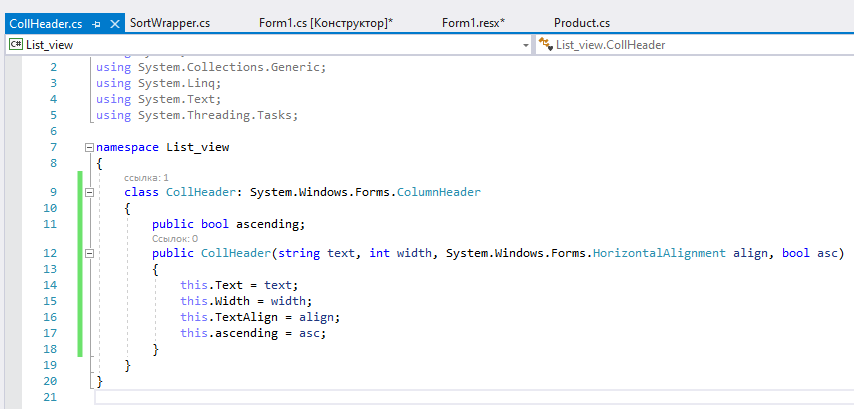 CollHeader.cs SortWrapper.cs Form1.cs [Конструктор]* Form1.resx* Product.cs
C# List_view List_view.CollHeader
2 using System.Collections.Generic;
3 using System.Linq;
4 using System.Text;
5 using System.Threading.Tasks;
6
7 namespace List_view
8 {
ссылка: 1
9 class CollHeader: System.Windows.Forms.ColumnHeader
10 {
11 public bool ascending;
Ссылок: 0
12 public CollHeader(string text, int width, System.Windows.Forms.HorizontalAlignment align, bool asc)
13 {
14 this.Text = text;
15 this.Width = width;
16 this.TextAlign = align;
17 this.ascending = asc;
18 }
19 }
20 }
21